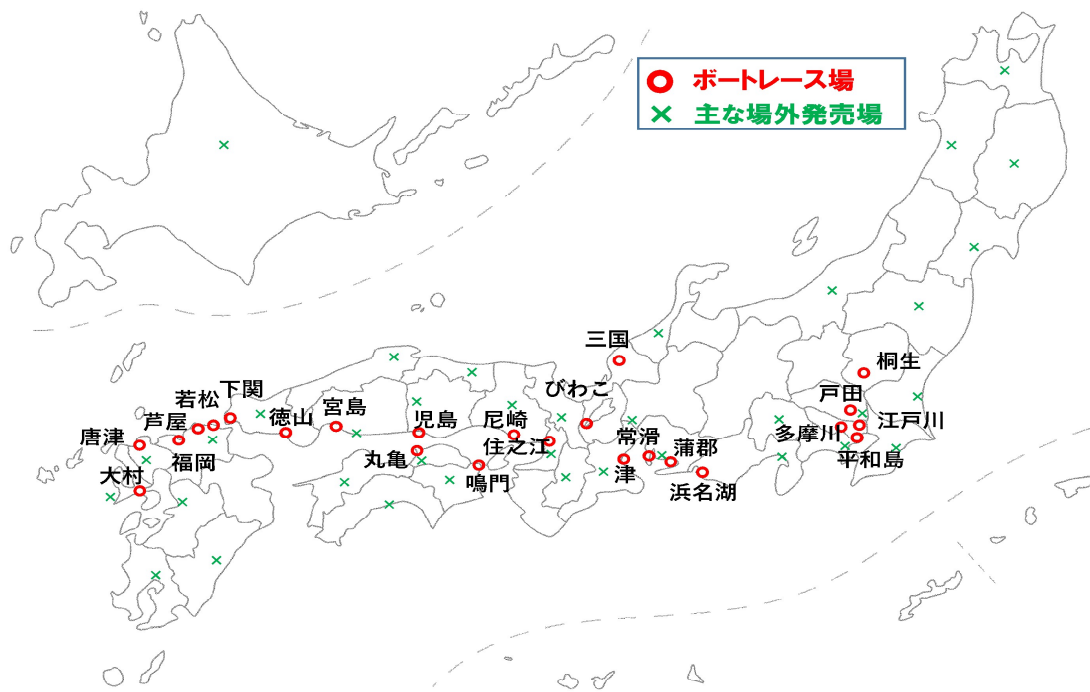 ボートレース場
主な場外発売場
三国
桐生
びわこ
戸田
下関
若松
宮島
徳山
児島
尼崎
江戸川
芦屋
常滑
蒲郡
多摩川
唐津
住之江
丸亀
福岡
平和島
大村
鳴門
津
浜名湖